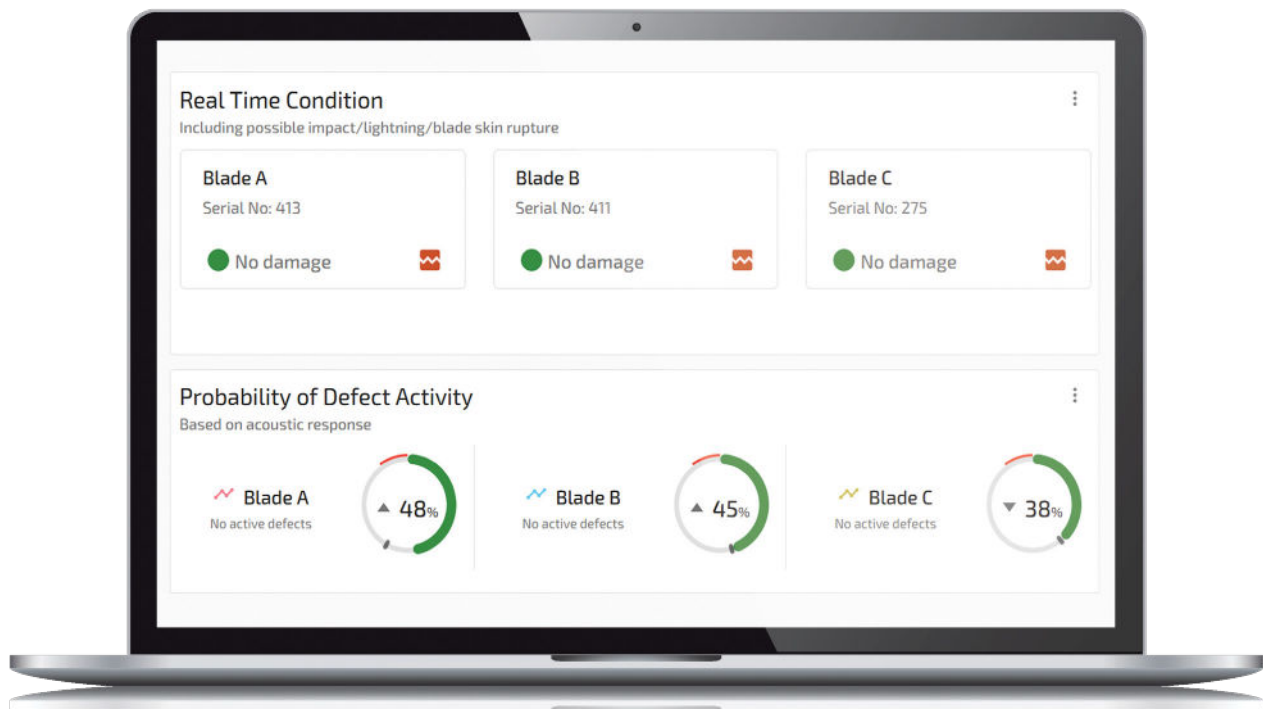 Real Time Condition
Including possible impact/lightning/blade skin rupture
Blade A
Serial No: 413
No damage
Blade B
Serial No: 411
No damage
Blade C
Serial No: 275
No damage
Probability of Defect Activity
Based on acoustic response
Blade A
No active defects
48%
Blade B
No active defects
45%
Blade C
No active defects
38%